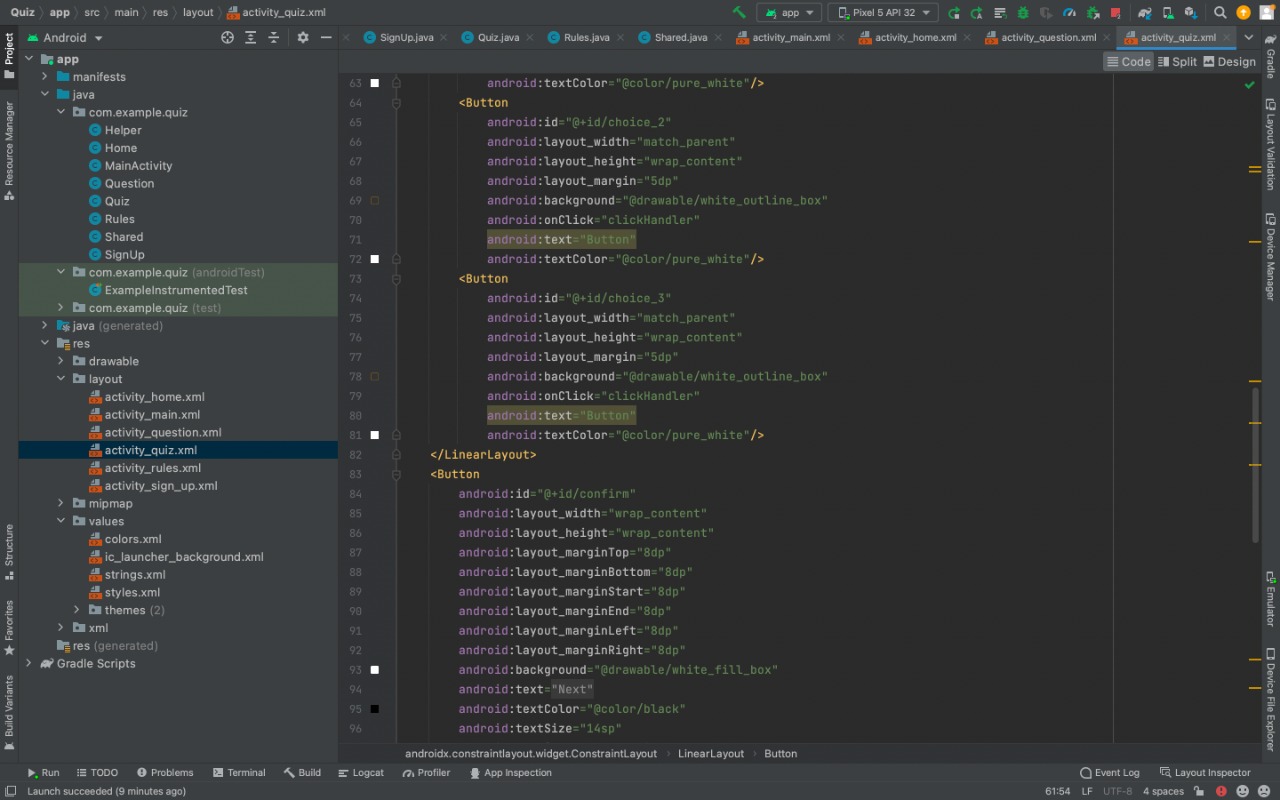 Quiz app src main res layout activity_quiz.xml app Pixel 5 API 32
Project
Android
SignUp.java Quiz.java Rules.java Shared.java activity_main.xml activity_home.xml activity_question.xml activity_quiz.xml
Code Split Design
app
manifests
java
com.example.quiz
Helper
Home
MainActivity
Question
Quiz
Rules
Shared
SignUp
com.example.quiz (androidTest)
ExampleInstrumentedTest
com.example.quiz (test)
java (generated)
res
drawable
layout
activity_home.xml
activity_main.xml
activity_question.xml
activity_quiz.xml
activity_rules.xml
activity_sign_up.xml
mipmap
values
colors.xml
ic_launcher_background.xml
strings.xml
styles.xml
themes (2)
xml
res (generated)
Gradle Scripts
Resource Manager
Structure
Favorites
Build Variants
63 android:textColor="@color/pure_white"/>
64 <Button
65 android:id="@+id/choice_2"
66 android:layout_width="match_parent"
67 android:layout_height="wrap_content"
68 android:layout_margin="5dp"
69 android:background="@drawable/white_outline_box"
70 android:onClick="clickHandler"
71 android:text="Button"
72 android:textColor="@color/pure_white"/>
73 <Button
74 android:id="@+id/choice_3"
75 android:layout_width="match_parent"
76 android:layout_height="wrap_content"
77 android:layout_margin="5dp"
78 android:background="@drawable/white_outline_box"
79 android:onClick="clickHandler"
80 android:text="Button"
81 android:textColor="@color/pure_white"/>
82 </LinearLayout>
83 <Button
84 android:id="@+id/confirm"
85 android:layout_width="wrap_content"
86 android:layout_height="wrap_content"
87 android:layout_marginTop="8dp"
88 android:layout_marginBottom="8dp"
89 android:layout_marginStart="8dp"
90 android:layout_marginEnd="8dp"
91 android:layout_marginLeft="8dp"
92 android:layout_marginRight="8dp"
93 android:background="@drawable/white_fill_box"
94 android:text="Next"
95 android:textColor="@color/black"
96 android:textSize="14sp"
Gradle
Layout Validation
Device Manager
Emulator
Device File Explorer
androidx.constraintlayout.widget.ConstraintLayout LinearLayout Button
Run TODO Problems Terminal Build Logcat Profiler App Inspection Event Log Layout Inspector
Launch succeeded (9 minutes ago) 61:54 LF UTF-8 4 spaces